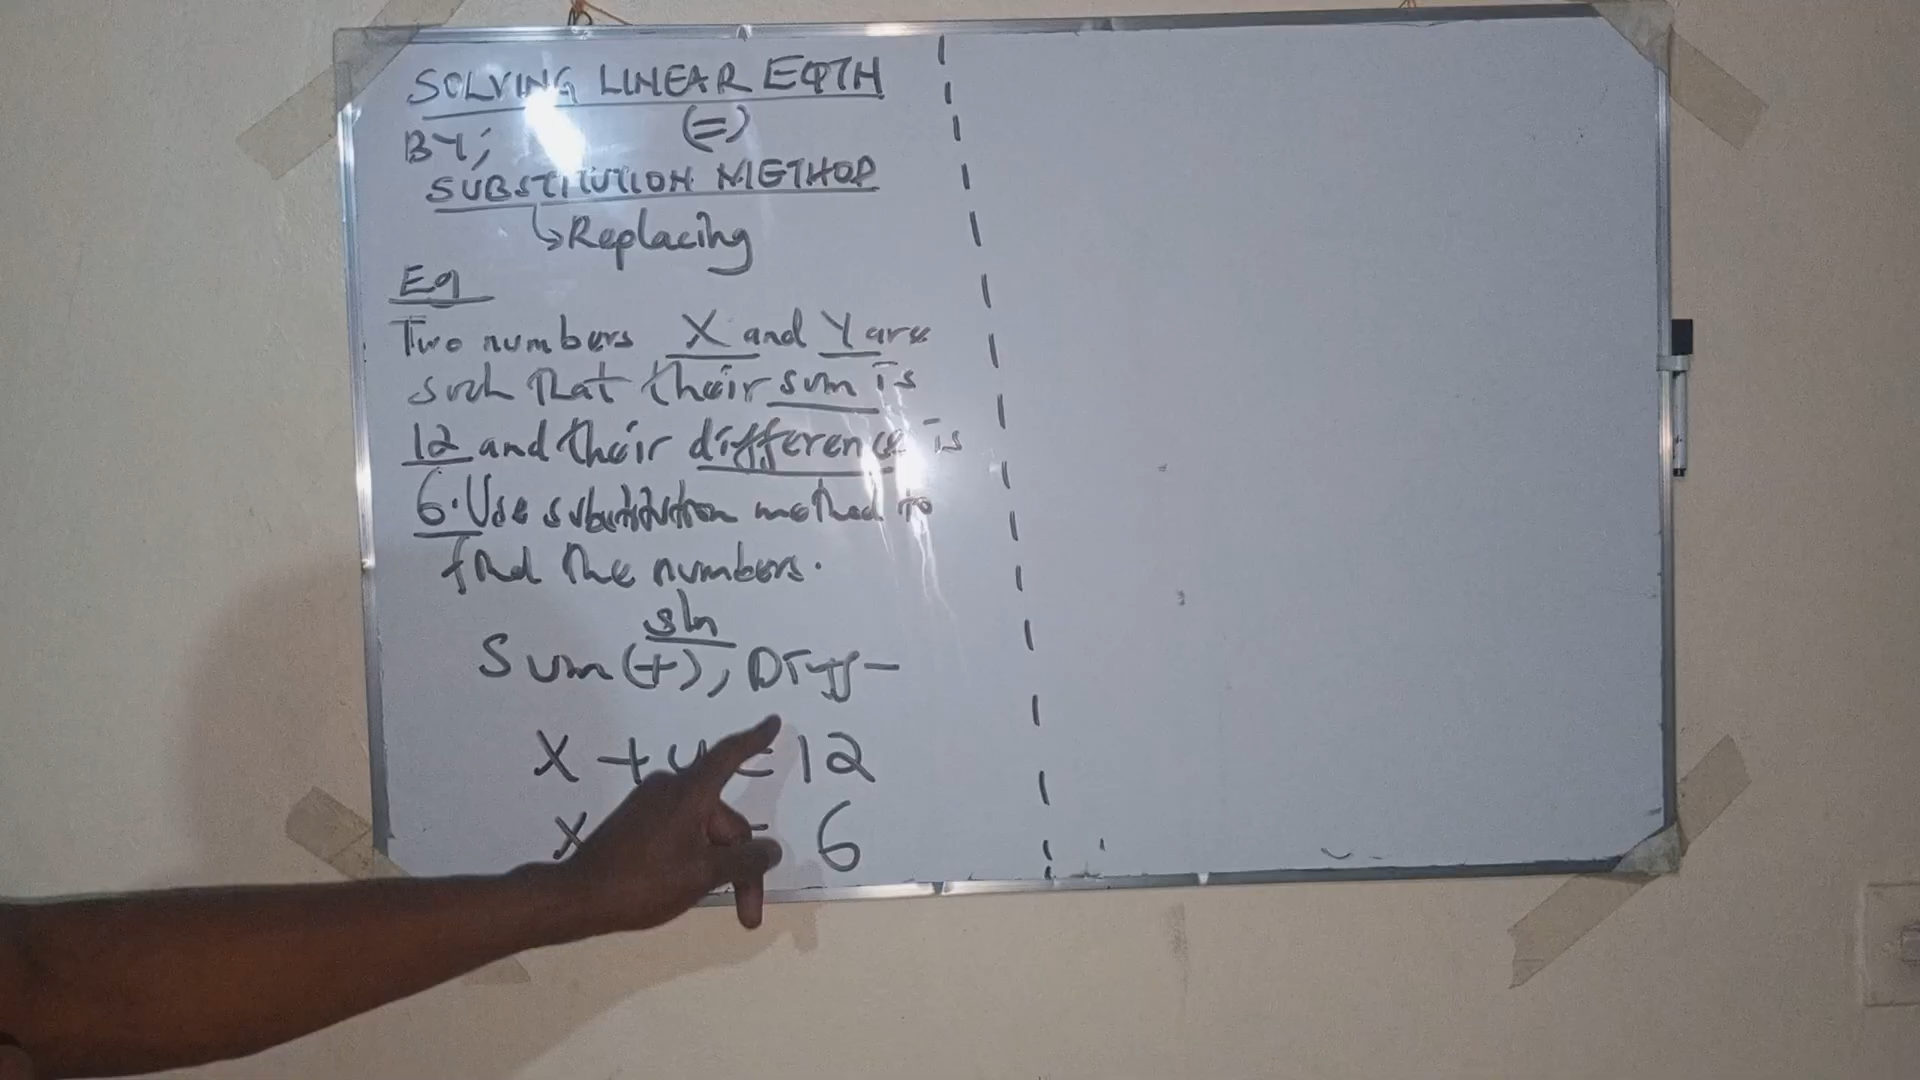 SOLVING LINEAR EQTN
BY; (=)
SUBSTITUTION METHOD
↳Replacing
Eg
Two numbers X and Y are
such that their sum is
12 and their difference is
6. Use substitution method to
find the numbers.
sln
Sum (+), Diff -
x + y = 12
x = 6